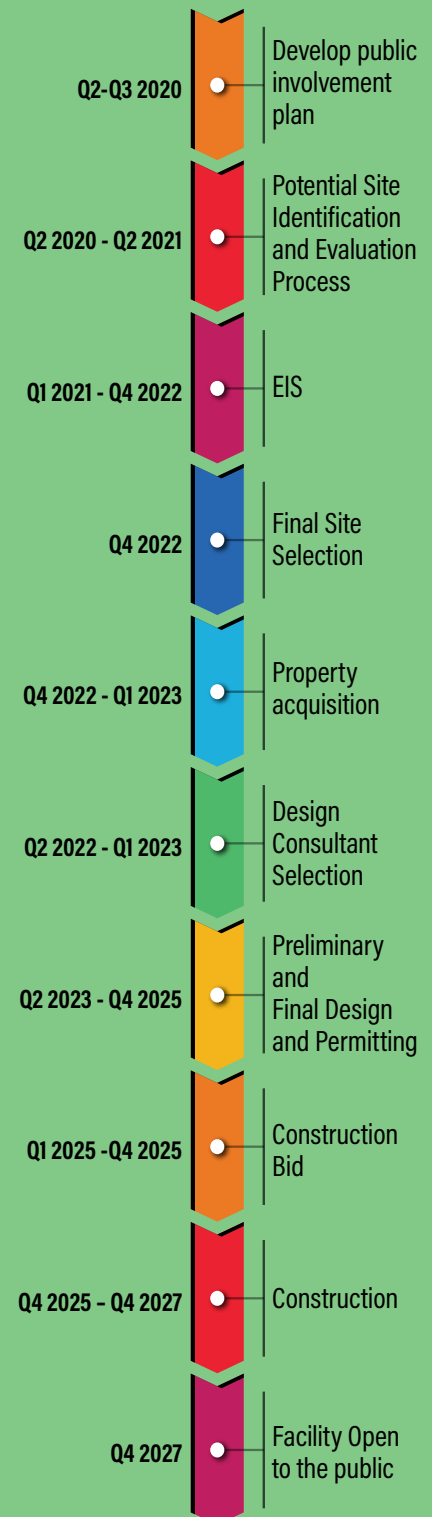 Q2-Q3 2020
Develop public
involvement
plan
Q2 2020 - Q2 2021
Potential Site
Identification
and Evaluation
Process
Q1 2021 - Q4 2022
EIS
Q4 2022
Final Site
Selection
Q4 2022 - Q1 2023
Property
acquisition
Q2 2022 - Q1 2023
Design
Consultant
Selection
Q2 2023 - Q4 2025
Preliminary
and
Final Design
and Permitting
Q1 2025 -Q4 2025
Construction
Bid
Q4 2025 – Q4 2027
Construction
Q4 2027
Facility Open
to the public